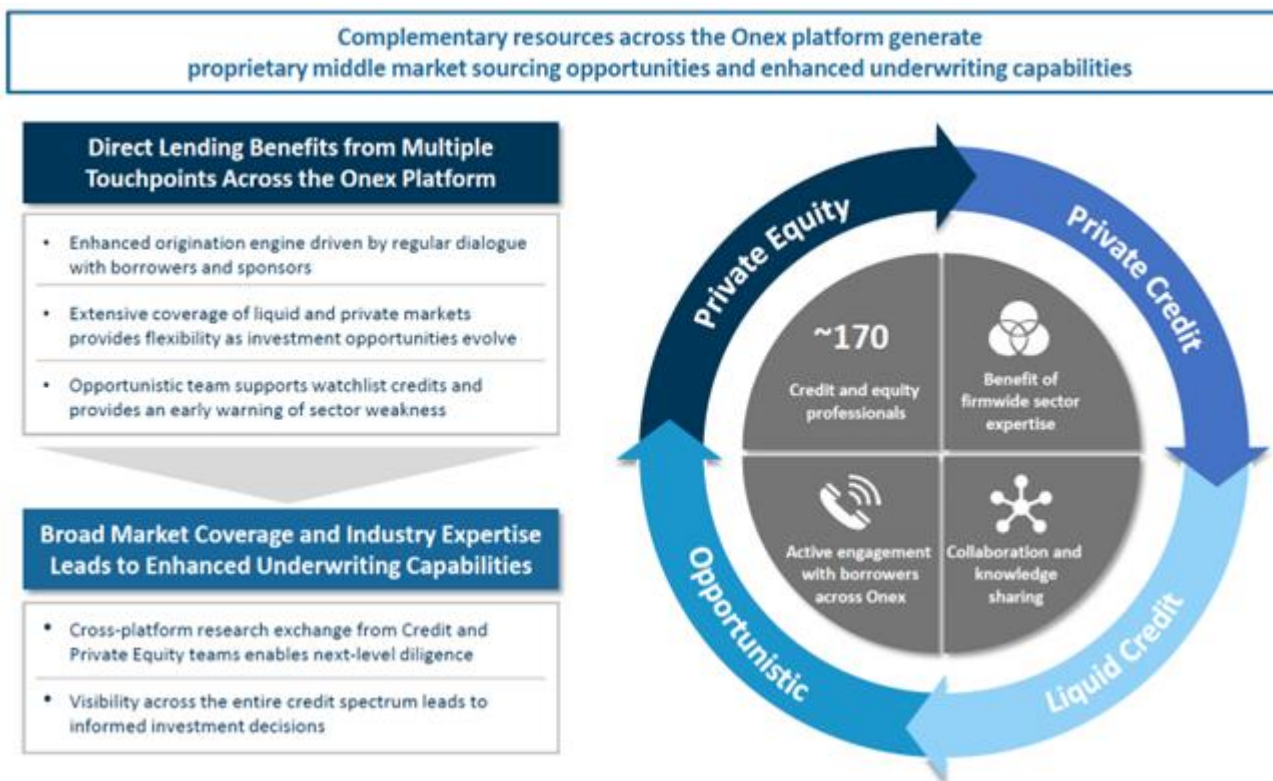 Complementary resources across the Onex platform generate
proprietary middle market sourcing opportunities and enhanced underwriting capabilities
Direct Lending Benefits from Multiple
Touchpoints Across the Onex Platform
• Enhanced origination engine driven by regular dialogue
with borrowers and sponsors
• Extensive coverage of liquid and private markets
provides flexibility as investment opportunities evolve
• Opportunistic team supports watchlist credits and
provides an early warning of sector weakness
Broad Market Coverage and Industry Expertise
Leads to Enhanced Underwriting Capabilities
• Cross-platform research exchange from Credit and
Private Equity teams enables next-level diligence
• Visibility across the entire credit spectrum leads to
informed investment decisions
Private Equity
Private Credit
Liquid Credit
Opportunistic
~170
Credit and equity
professionals
Benefit of
firmwide sector
expertise
Active engagement
with borrowers
across Onex
Collaboration and
knowledge
sharing